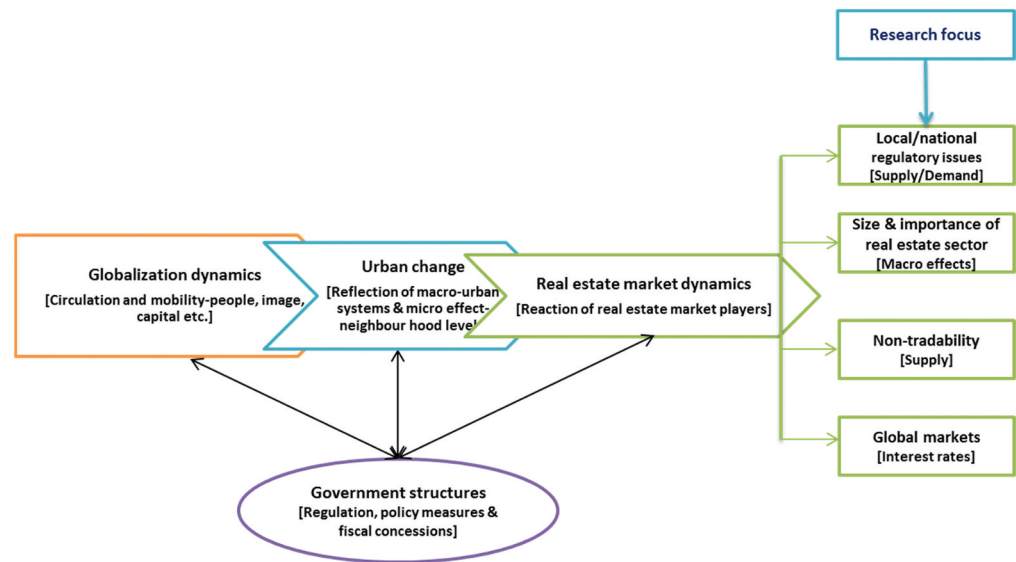 Research focus
Local/national
regulatory issues
[Supply/Demand]
Size & importance of
real estate sector
[Macro effects]
Globalization dynamics
[Circulation and mobility-people, image,
capital etc.]
Urban change
[Reflection of macro-urban
systems & micro effect-
neighbour hood level
Real estate market dynamics
[Reaction of real estate market players]
Non-tradability
[Supply]
Global markets
[Interest rates]
Government structures
[Regulation, policy measures &
fiscal concessions]